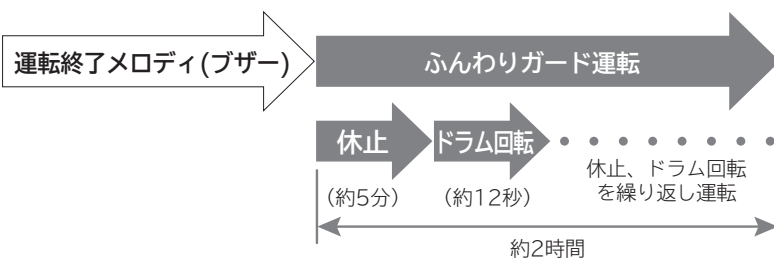 運転終了メロディ(ブザー)
ふんわりガード運転
休止
ドラム回転
(約5分)
(約12秒)
休止、ドラム回転
を繰り返し運転
約2時間